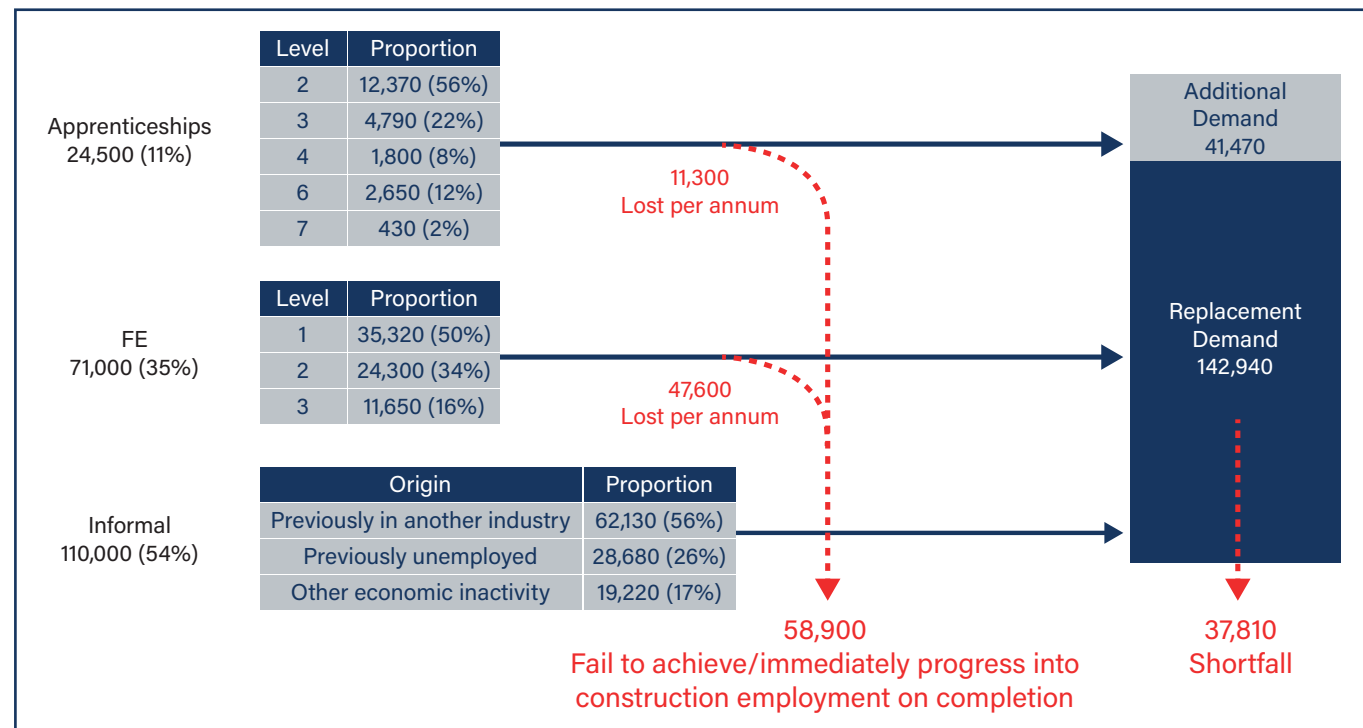 Apprenticeships
24,500 (11%)
Level Proportion
2 12,370 (56%)
3 4,790 (22%)
4 1,800 (8%)
6 2,650 (12%)
7 430 (2%)
11,300
Lost per annum
Additional
Demand
41,470
FE
71,000 (35%)
Level Proportion
1 35,320 (50%)
2 24,300 (34%)
3 11,650 (16%)
47,600
Lost per annum
Replacement
Demand
142,940
Informal
110,000 (54%)
Origin Proportion
Previously in another industry 62,130 (56%)
Previously unemployed 28,680 (26%)
Other economic inactivity 19,220 (17%)
58,900
Fail to achieve/immediately progress into
construction employment on completion
37,810
Shortfall